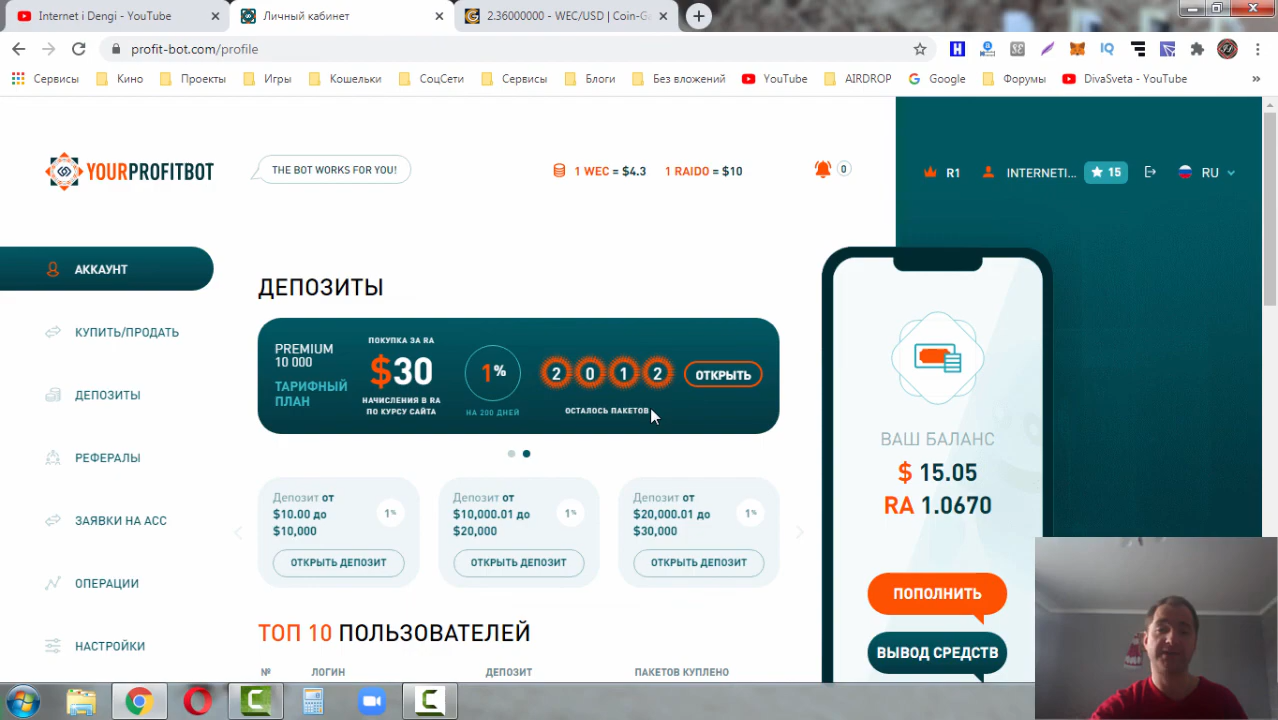 Internet i Dengi - YouTube
Личный кабинет
2.36000000 - WEC/USD | Coin-G
profit-bot.com/profile
Сервисы
Кино
Проекты
Игры
Кошельки
СоцСети
Сервисы
Блоги
Без вложений
YouTube
AIRDROP
Google
Форумы
DivaSveta - YouTube
YOURPROFITBOT
THE BOT WORKS FOR YOU!
1 WEC = $4.3 1 RAIDO = $10
0
R1
INTERNETI...
15
RU
АККАУНТ
КУПИТЬ/ПРОДАТЬ
ДЕПОЗИТЫ
РЕФЕРАЛЫ
ЗАЯВКИ НА ACC
ОПЕРАЦИИ
НАСТРОЙКИ
ДЕПОЗИТЫ
PREMIUM
10 000
ТАРИФНЫЙ
ПЛАН
ПОКУПКА ЗА RA
$30
НАЧИСЛЕНИЯ В RA
ПО КУРСУ САЙТА
1%
НА 200 ДНЕЙ
2 0 1 2
ОСТАЛОСЬ ПАКЕТОВ
ОТКРЫТЬ
Депозит от
$10.00 до
$10,000
1%
ОТКРЫТЬ ДЕПОЗИТ
Депозит от
$10,000.01 до
$20,000
1%
ОТКРЫТЬ ДЕПОЗИТ
Депозит от
$20,000.01 до
$30,000
1%
ОТКРЫТЬ ДЕПОЗИТ
ТОП 10 ПОЛЬЗОВАТЕЛЕЙ
№ ЛОГИН ДЕПОЗИТ ПАКЕТОВ КУПЛЕНО
ВАШ БАЛАНС
$ 15.05
RA 1.0670
ПОПОЛНИТЬ
ВЫВОД СРЕДСТВ